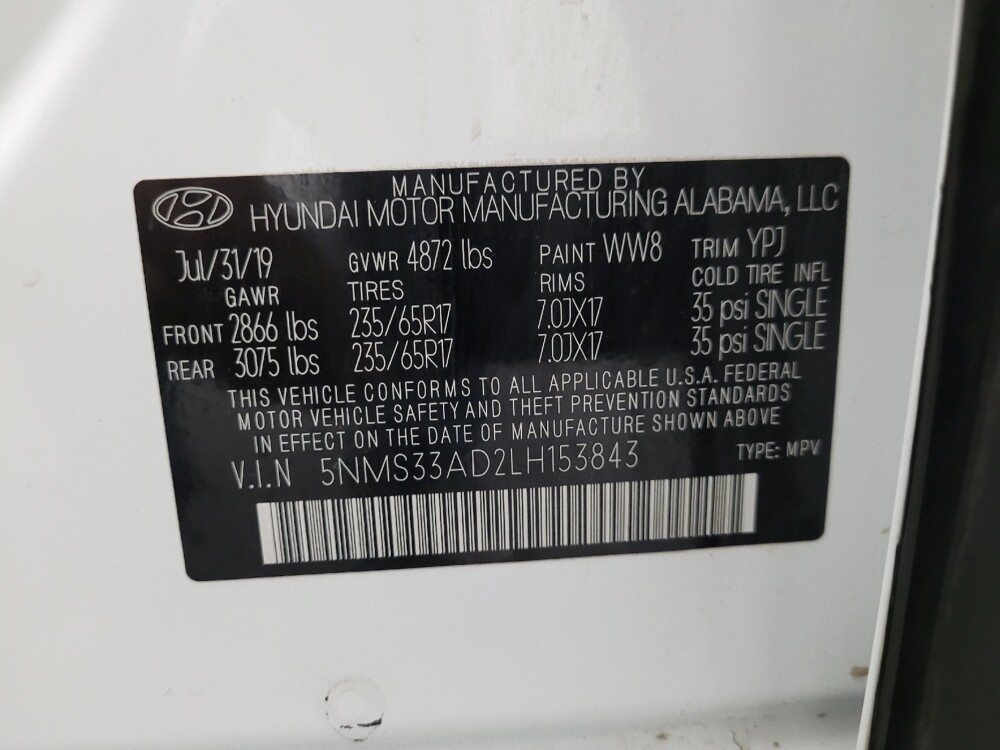 MANUFACTURED BY
HYUNDAI MOTOR MANUFACTURING ALABAMA, LLC
Jul/31/19 GVWR 4872 lbs PAINT WW8 TRIM YPJ
GAWR TIRES RIMS COLD TIRE INFL
FRONT 2866 lbs 235/65R17 7.0JX17 35 psi SINGLE
REAR 3075 lbs 235/65R17 7.0JX17 35 psi SINGLE
THIS VEHICLE CONFORMS TO ALL APPLICABLE U.S.A. FEDERAL
MOTOR VEHICLE SAFETY AND THEFT PREVENTION STANDARDS
IN EFFECT ON THE DATE OF MANUFACTURE SHOWN ABOVE
V.I.N 5NMS33AD2LH153843 TYPE: MPV